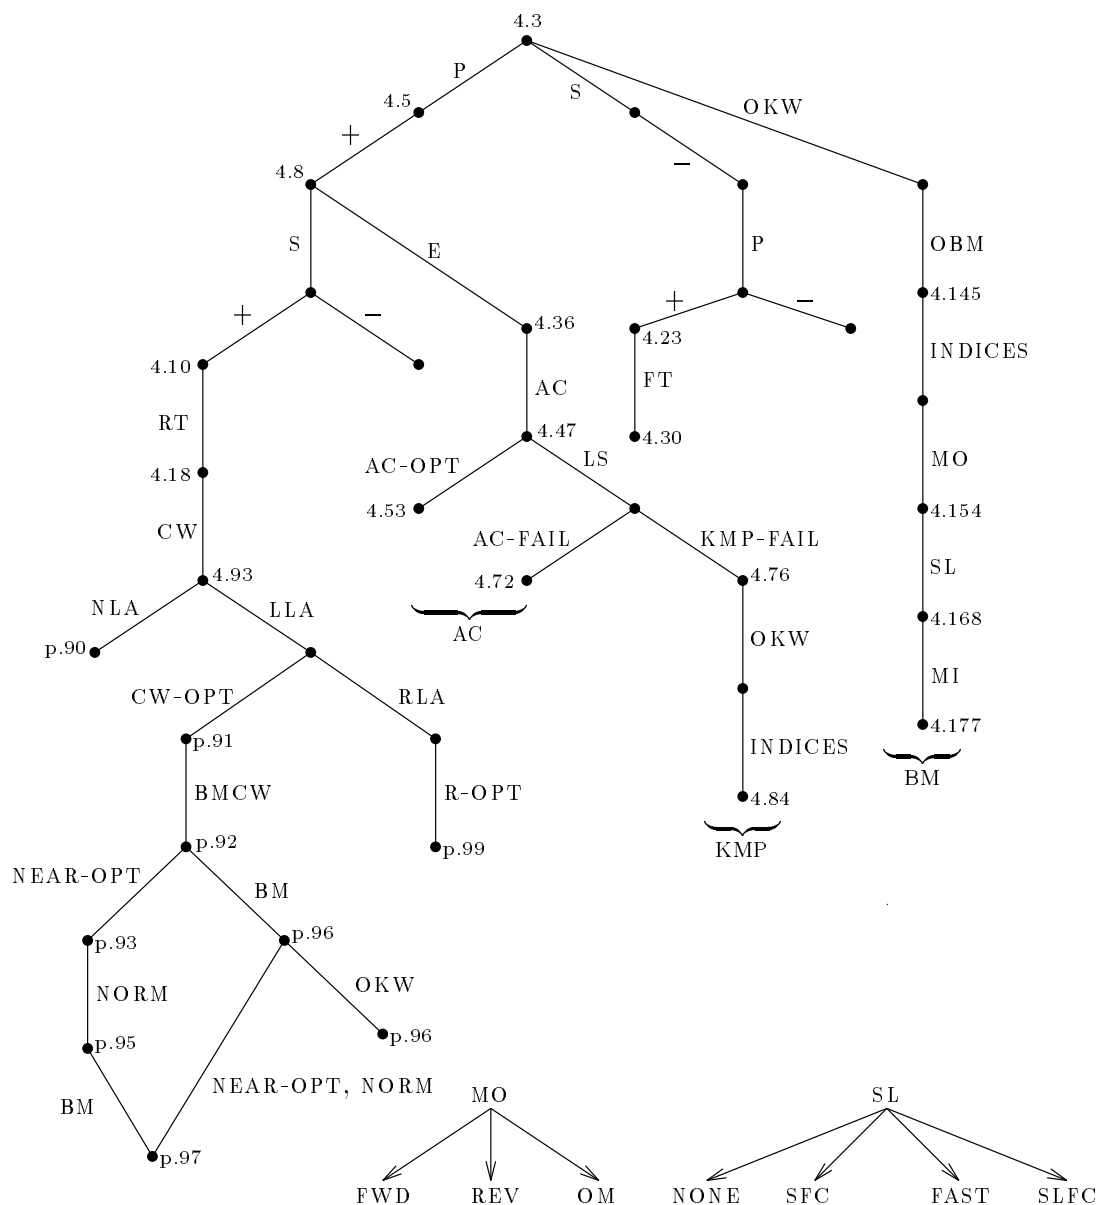 4.3
P
S
OKW
4.5
+
−
4.8
S
E
P
OBM
+
−
+
−
4.145
4.36
4.23
INDICES
4.10
AC
FT
RT
4.47
4.30
AC-OPT
LS
MO
4.18
4.53
4.154
CW
AC-FAIL
KMP-FAIL
SL
4.93
4.72
4.76
NLA
LLA
AC
4.168
p.90
OKW
MI
CW-OPT
RLA
4.177
p.91
INDICES
BM
BMCW
R-OPT
4.84
p.92
p.99
KMP
NEAR-OPT
BM
p.93
p.96
NORM
OKW
p.95
p.96
NEAR-OPT, NORM
BM
p.97
MO
SL
FWD
REV
OM
NONE
SFC
FAST
SLFC